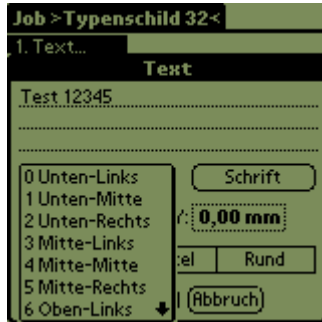 Job >Typenschild 32<
1. Text...
Text
Test 12345
0 Unten-Links
Schrift
1 Unten-Mitte
2 Unten-Rechts
0,00 mm
3 Mitte-Links
4 Mitte-Mitte
Rund
5 Mitte-Rechts
6 Oben-Links
Abbruch